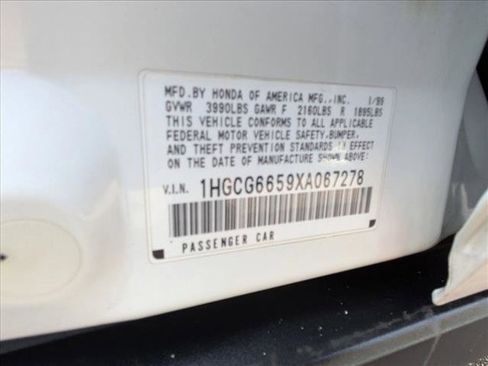 MFD.BY HONDA OF AMERICA MFG.,INC. 1/99
GVWR 3990LBS GAWR F 2160LBS R 1895LBS
THIS VEHICLE CONFORMS TO ALL APPLICABLE
FEDERAL MOTOR VEHICLE SAFETY,BUMPER,
AND THEFT PREVENTION STANDARDS IN EFFECT
ON THE DATE OF MANUFACTURE SHOWN ABOVE:
V.I.N. 1HGCG6659XA067278
PASSENGER CAR